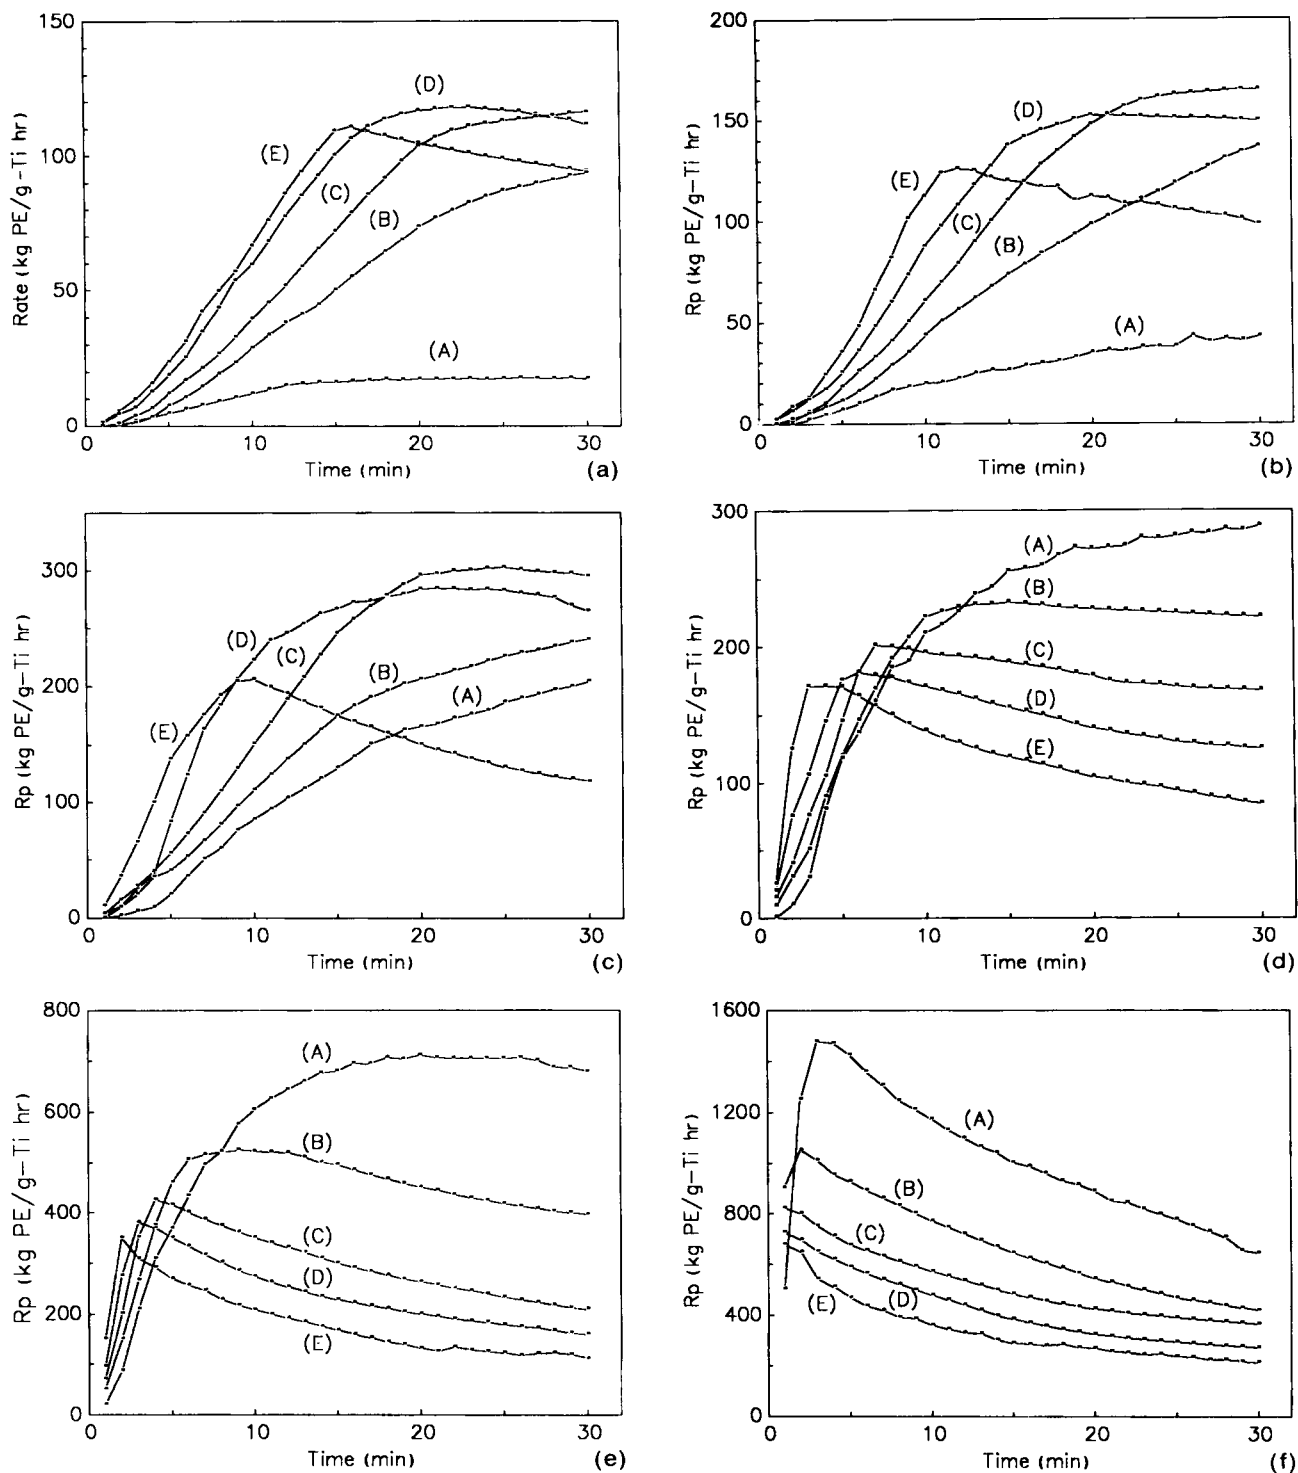 150
100
50
0
Rate (kg PE/g-Ti hr)
(D)
(E)
(C)
(B)
(A)
0
10
20
30
Time (min)
(a)
200
150
100
50
0
Rp (kg PE/g-Ti hr)
(D)
(E)
(C)
(B)
(A)
0
10
20
30
Time (min)
(b)
300
200
100
0
Rp (kg PE/g-Ti hr)
(D)
(C)
(B)
(A)
(E)
0
10
20
30
Time (min)
(c)
300
200
100
0
Rp (kg PE/g-Ti hr)
(A)
(B)
(C)
(D)
(E)
0
10
20
30
Time (min)
(d)
800
600
400
200
0
Rp (kg PE/g-Ti hr)
(A)
(B)
(C)
(D)
(E)
0
10
20
30
Time (min)
(e)
1600
1200
800
400
0
Rp (kg PE/g-Ti hr)
(A)
(B)
(C)
(D)
(E)
0
10
20
30
Time (min)
(f)